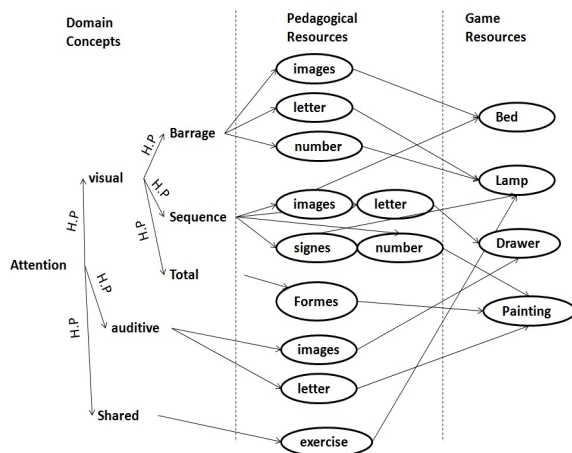 Domain
Concepts
Pedagogical
Resources
Game
Resources
images
letter
Barrage
number
Bed
H.P
visual
H.P
Lamp
Sequence
images
letter
H.P
H.P
signes
number
Drawer
Attention
Total
H.P
Formes
Painting
H.P
auditive
images
letter
Shared
exercise